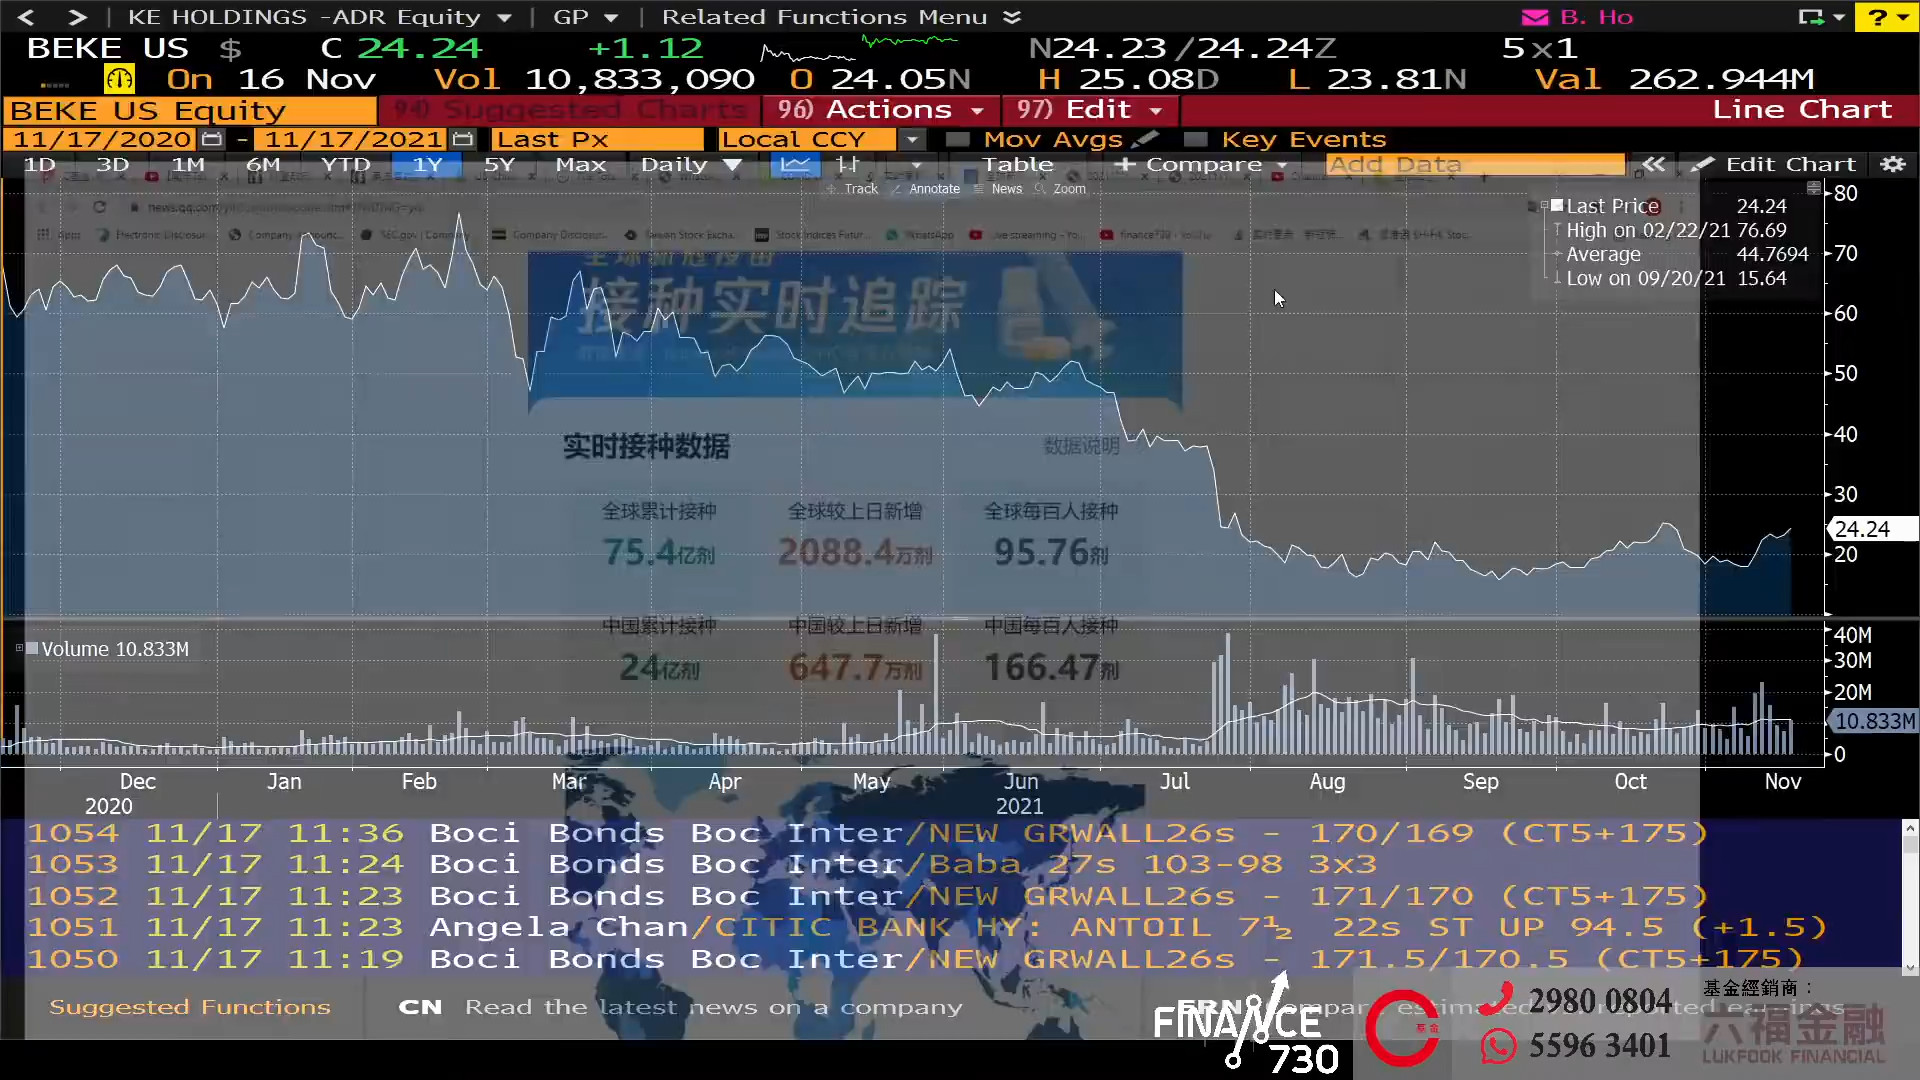 KE HOLDINGS -ADR Equity GP Related Functions Menu B. Ho ?
BEKE US $ C 24.24 +1.12 N24.23/24.24Z 5x1
On 16 Nov Vol 10,833,090 O 24.05N H 25.08D L 23.81N Val 262.944M
BEKE US Equity 94) Suggested Charts 96) Actions 97) Edit Line Chart
11/17/2020 - 11/17/2021 Last Px Local CCY Mov Avgs Key Events
1D 3D 1M 6M YTD 1Y 5Y Max Daily Table + Compare Add Data Edit Chart
Track Annotate News Zoom
Last Price 24.24
High on 02/22/21 76.69
Average 44.7694
Low on 09/20/21 15.64
80
70
60
50
40
30
24.24
20
接种实时追踪
实时接种数据 数据说明
全球累计接种 全球较上日新增 全球每百人接种
75.4亿剂 2088.4万剂 95.76剂
中国累计接种 中国较上日新增 中国每百人接种
24亿剂 647.7万剂 166.47剂
Volume 10.833M
40M
30M
20M
10.833M
0
Dec Jan Feb Mar Apr May Jun Jul Aug Sep Oct Nov
2020 2021
1054 11/17 11:36 Boci Bonds Boc Inter/NEW GRWALL26s - 170/169 (CT5+175)
1053 11/17 11:24 Boci Bonds Boc Inter/Baba 27s 103-98 3x3
1052 11/17 11:23 Boci Bonds Boc Inter/NEW GRWALL26s - 171/170 (CT5+175)
1051 11/17 11:23 Angela Chan/CITIC BANK HY: ANTOIL 7½ 22s ST UP 94.5 (+1.5)
1050 11/17 11:19 Boci Bonds Boc Inter/NEW GRWALL26s - 171.5/170.5 (CT5+175)
Suggested Functions CN Read the latest news on a company ERN
FINANCE 730
基金
2980 0804
5596 3401
基金經銷商：
六福金融
LUKFOOK FINANCIAL